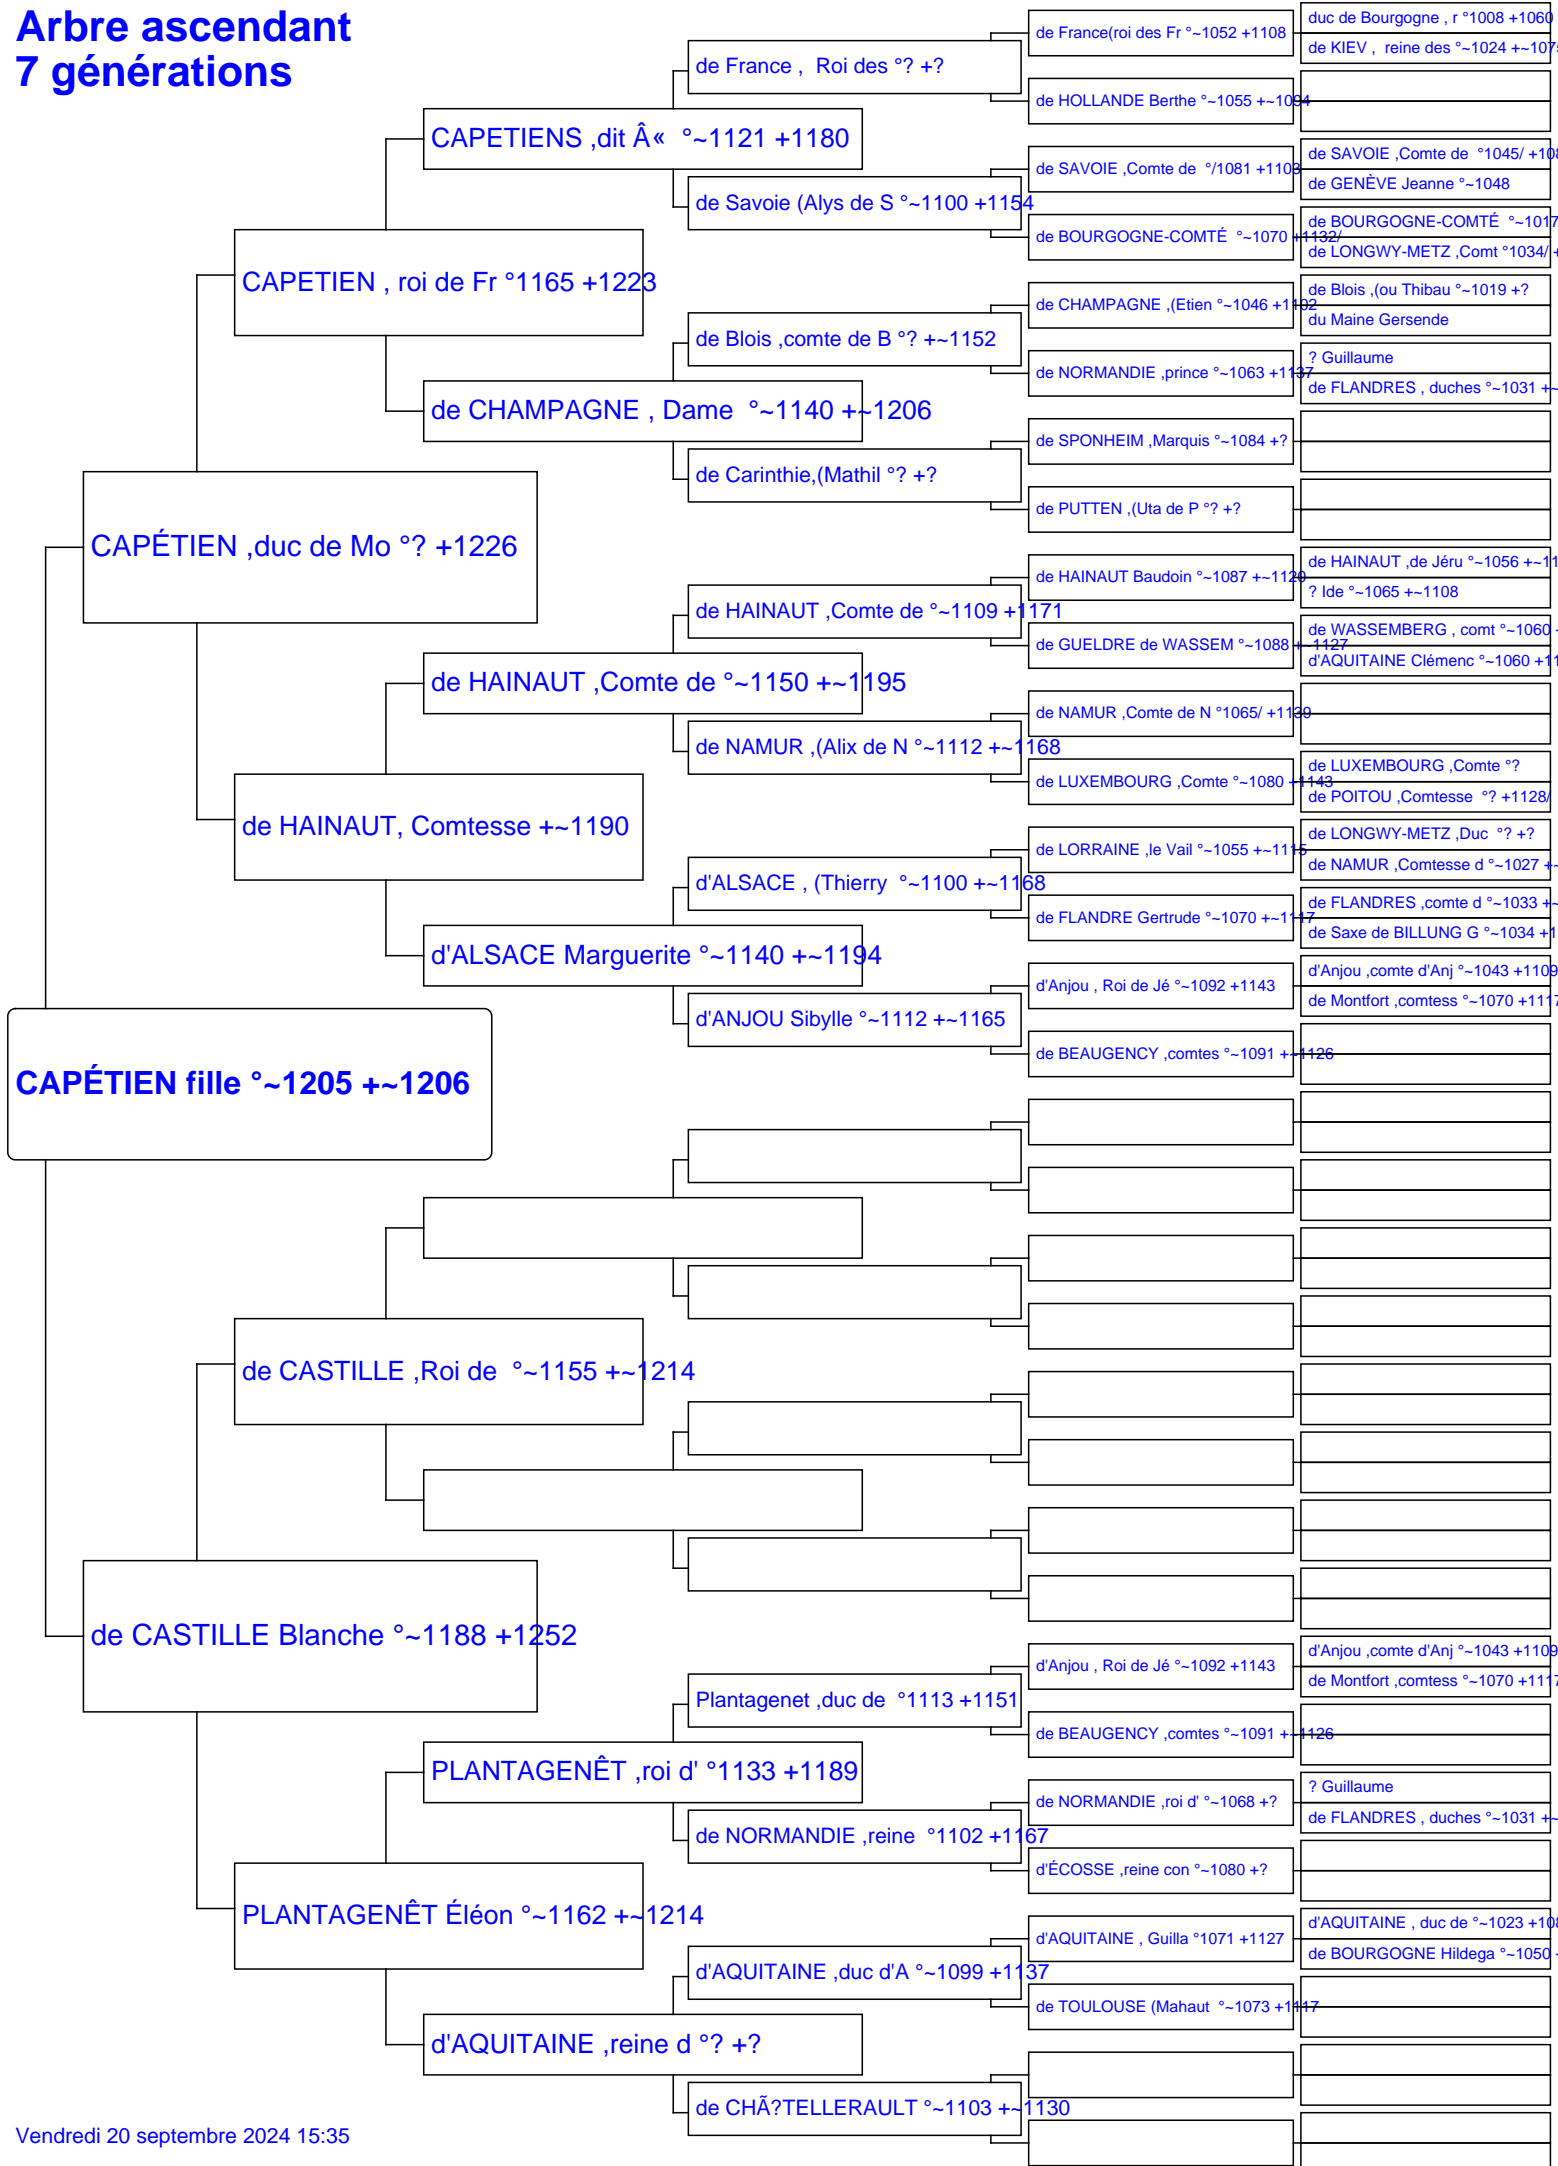 Arbre ascendant
7 générations
CAPÉTIEN fille °~1205 +~1206
CAPÉTIEN ,duc de Mo °? +1226
de CASTILLE Blanche °~1188 +1252
CAPETIEN , roi de Fr °1165 +1223
de HAINAUT, Comtesse +~1190
de CASTILLE ,Roi de °~1155 +~1214
PLANTAGENÊT Éléon °~1162 +~1214
CAPETIENS ,dit Â« °~1121 +1180
de CHAMPAGNE , Dame °~1140 +~1206
de HAINAUT ,Comte de °~1150 +~1195
d'ALSACE Marguerite °~1140 +~1194
PLANTAGENÊT ,roi d' °1133 +1189
d'AQUITAINE ,reine d °? +?
de France , Roi des °? +?
de Savoie (Alys de S °~1100 +1154
de Blois ,comte de B °? +~1152
de Carinthie,(Mathil °? +?
de HAINAUT ,Comte de °~1109 +1171
de NAMUR ,(Alix de N °~1112 +~1168
d'ALSACE , (Thierry °~1100 +~1168
d'ANJOU Sibylle °~1112 +~1165
Plantagenet ,duc de °1113 +1151
de NORMANDIE ,reine °1102 +1167
d'AQUITAINE ,duc d'A °~1099 +1137
de CHÃ?TELLERAULT °~1103 +~1130
de France(roi des Fr °~1052 +1108
de HOLLANDE Berthe °~1055 +~1094
de SAVOIE ,Comte de °/1081 +1103
de BOURGOGNE-COMTÉ °~1070 +1132/
de CHAMPAGNE ,(Etien °~1046 +1102
de NORMANDIE ,prince °~1063 +1137
de SPONHEIM ,Marquis °~1084 +?
de PUTTEN ,(Uta de P °? +?
de HAINAUT Baudoin °~1087 +~1120
de GUELDRE de WASSEM °~1088 +~1127
de NAMUR ,Comte de N °1065/ +1139
de LUXEMBOURG ,Comte °~1080 +1143
de LORRAINE ,le Vail °~1055 +~1115
de FLANDRE Gertrude °~1070 +~1117
d'Anjou , Roi de Jé °~1092 +1143
de BEAUGENCY ,comtes °~1091 +~1126
d'Anjou , Roi de Jé °~1092 +1143
de BEAUGENCY ,comtes °~1091 +~1126
de NORMANDIE ,roi d' °~1068 +?
d'ÉCOSSE ,reine con °~1080 +?
d'AQUITAINE , Guilla °1071 +1127
de TOULOUSE (Mahaut °~1073 +1117
duc de Bourgogne , r °1008 +1060
de KIEV , reine des °~1024 +~1075
de SAVOIE ,Comte de °1045/ +108
de GENÈVE Jeanne °~1048
de BOURGOGNE-COMTÉ °~1017
de LONGWY-METZ ,Comt °1034/ +
de Blois ,(ou Thibau °~1019 +?
du Maine Gersende
? Guillaume
de FLANDRES , duches °~1031 +~
de HAINAUT ,de Jéru °~1056 +~11
? Ide °~1065 +~1108
de WASSEMBERG , comt °~1060 +
d'AQUITAINE Clémenc °~1060 +11
de LUXEMBOURG ,Comte °?
de POITOU ,Comtesse °? +1128/
de LONGWY-METZ ,Duc °? +?
de NAMUR ,Comtesse d °~1027 +~
de FLANDRES ,comte d °~1033 +~
de Saxe de BILLUNG G °~1034 +1
d'Anjou ,comte d'Anj °~1043 +1109
de Montfort ,comtess °~1070 +1117
d'Anjou ,comte d'Anj °~1043 +1109
de Montfort ,comtess °~1070 +1117
? Guillaume
de FLANDRES , duches °~1031 +~
d'AQUITAINE , duc de °~1023 +108
de BOURGOGNE Hildega °~1050 +
Vendredi 20 septembre 2024 15:35